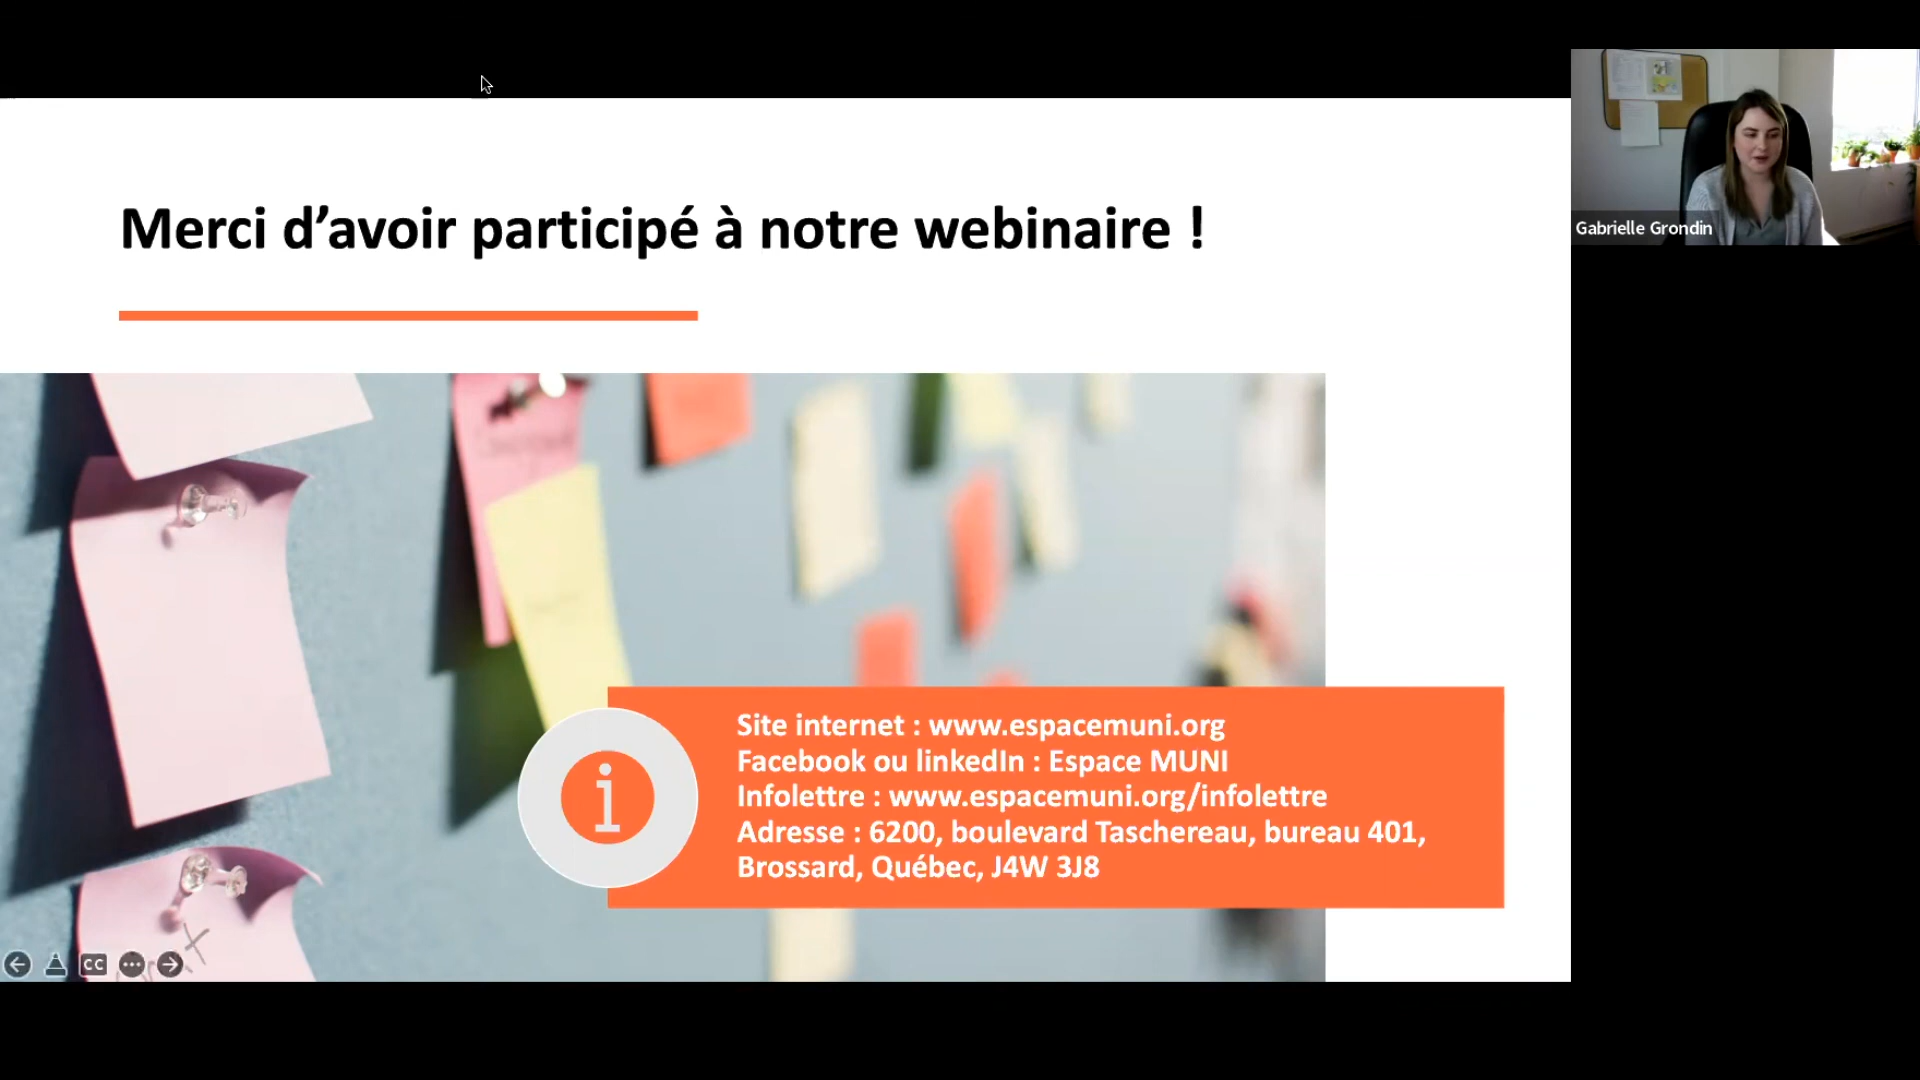 Merci d’avoir participé à notre webinaire !
Gabrielle Grondin
Site internet : www.espacemuni.org
Facebook ou linkedIn : Espace MUNI
Infolettre : www.espacemuni.org/infolettre
Adresse : 6200, boulevard Taschereau, bureau 401,
Brossard, Québec, J4W 3J8
CC